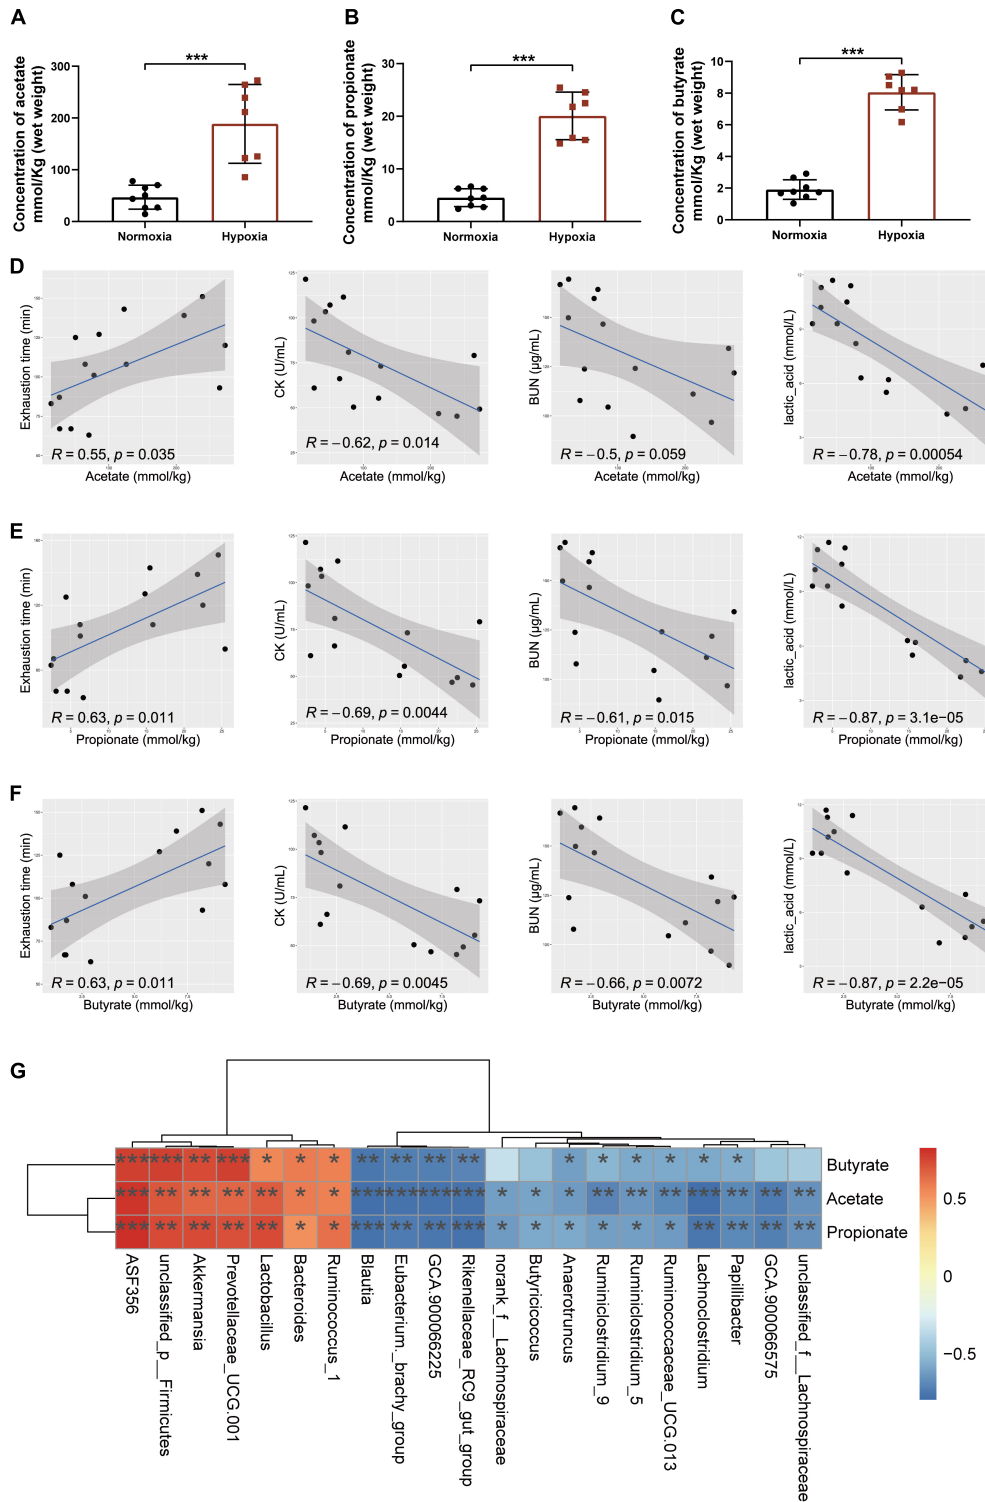 A
B
C
Concentration of acetate
mmol/Kg (wet weight)
300
200
100
0
***
Normoxia
Hypoxia
Concentration of propionate
mmol/Kg (wet weight)
30
20
10
0
***
Normoxia
Hypoxia
Concentration of butyrate
mmol/Kg (wet weight)
10
8
6
4
2
0
***
Normoxia
Hypoxia
D
Exhaustion time (min)
R = 0.55, p = 0.035
Acetate (mmol/kg)
CK (U/mL)
R = −0.62, p = 0.014
Acetate (mmol/kg)
BUN (μg/mL)
R = −0.5, p = 0.059
Acetate (mmol/kg)
lactic_acid (mmol/L)
R = −0.78, p = 0.00054
Acetate (mmol/kg)
E
Exhaustion time (min)
R = 0.63, p = 0.011
Propionate (mmol/kg)
CK (U/mL)
R = −0.69, p = 0.0044
Propionate (mmol/kg)
BUN (μg/mL)
R = −0.61, p = 0.015
Propionate (mmol/kg)
lactic_acid (mmol/L)
R = −0.87, p = 3.1e−05
Propionate (mmol/kg)
F
Exhaustion time (min)
R = 0.63, p = 0.011
Butyrate (mmol/kg)
CK (U/mL)
R = −0.69, p = 0.0045
Butyrate (mmol/kg)
BUN (μg/mL)
R = −0.66, p = 0.0072
Butyrate (mmol/kg)
lactic_acid (mmol/L)
R = −0.87, p = 2.2e−05
Butyrate (mmol/kg)
G
*** *** ** *** * * * ** ** ** ** * * * * * *
Butyrate
*** ** ** ** ** * * *** *** *** *** * * * ** ** ** *** ** ** **
Acetate
*** ** ** ** ** * * *** ** ** *** * * * * * * ** ** * **
Propionate
ASF356
unclassified_p__Firmicutes
Akkermansia
Prevotellaceae_UCG.001
Lactobacillus
Bacteroides
Ruminococcus_1
Blautia
Eubacterium._brachy_group
GCA.900066225
Rikenellaceae_RC9_gut_group
norank_f__Lachnospiraceae
Butyricicoccus
Anaerotruncus
Ruminiclostridium_9
Ruminiclostridium_5
Ruminococcaceae_UCG.013
Lachnoclostridium
Papillibacter
GCA.900066575
unclassified_f__Lachnospiraceae
0.5
0
−0.5